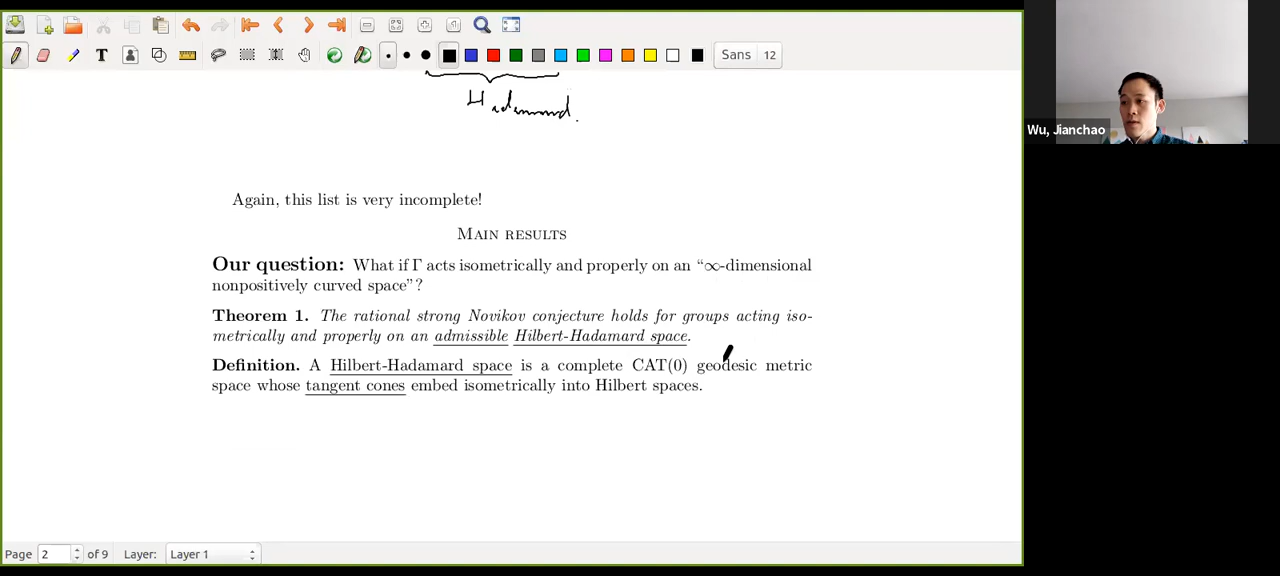 Sans 12
Wu, Jianchao
Hadamard.
Again, this list is very incomplete!
MAIN RESULTS
Our question: What if Γ acts isometrically and properly on an “∞-dimensional
nonpositively curved space”?
Theorem 1. The rational strong Novikov conjecture holds for groups acting iso-
metrically and properly on an admissible Hilbert-Hadamard space.
Definition. A Hilbert-Hadamard space is a complete CAT(0) geodesic metric
space whose tangent cones embed isometrically into Hilbert spaces.
Page 2 of 9 Layer: Layer 1